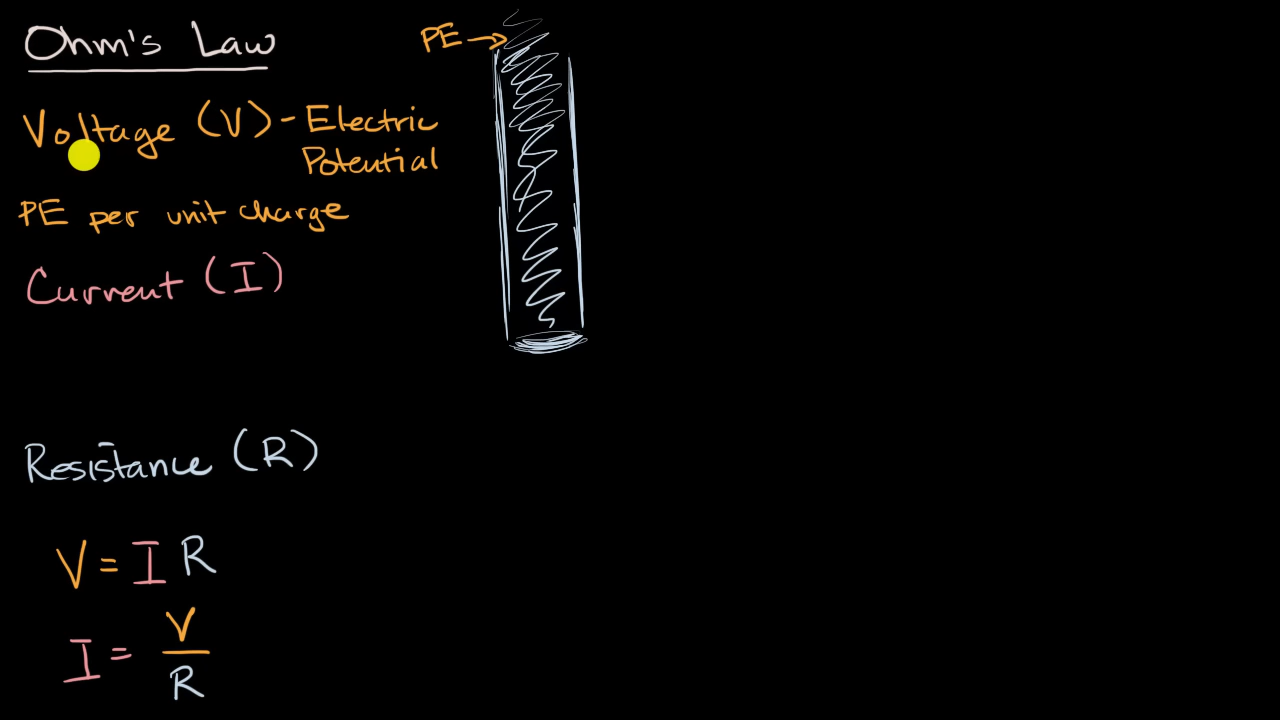 Ohm's Law
PE →
Voltage (V) - Electric
Potential
PE per unit charge
Current (I)
Resistance (R)
V = I R
I = V
R